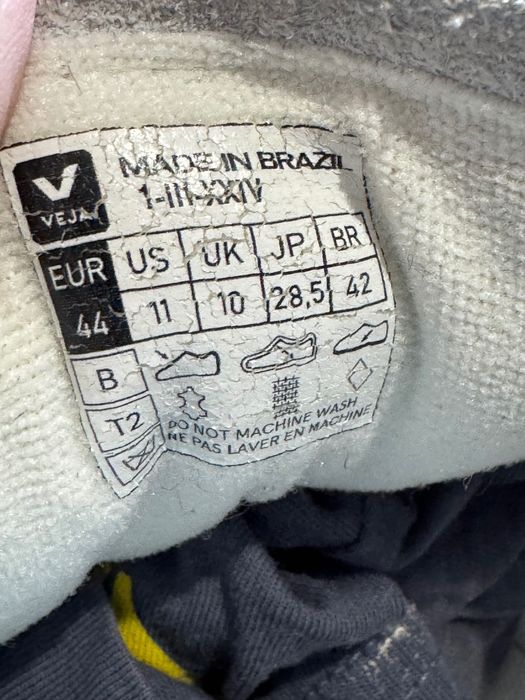 V
VEJA
MADE IN BRAZIL
1-III-XXIV
EUR US UK JP BR
44 11 10 28,5 42
B
T2
DO NOT MACHINE WASH
NE PAS LAVER EN MACHINE